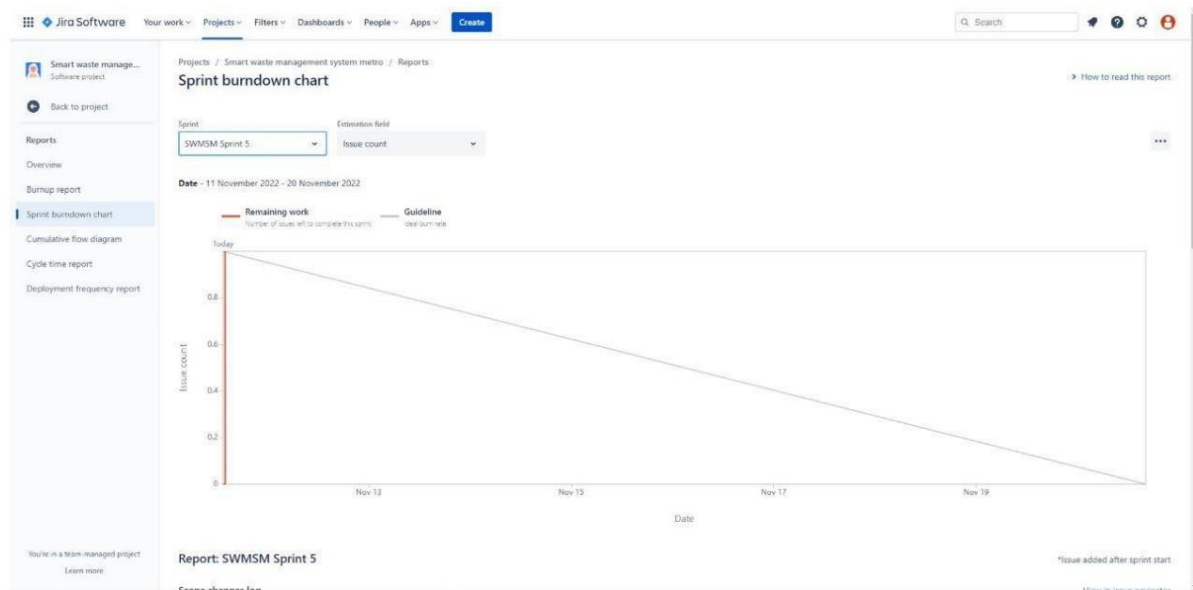 Jira Software Your work Projects Filters Dashboards People Apps Create Search
Smart waste manage...
Software project
Back to project
Reports
Overview
Burnup report
Sprint burndown chart
Cumulative flow diagram
Cycle time report
Deployment frequency report
You're in a team-managed project
Learn more
Projects / Smart waste management system metro / Reports
Sprint burndown chart
How to read this report
Sprint Estimation field
SWMSM Sprint 5 Issue count
Date - 11 November 2022 - 20 November 2022
Remaining work Guideline
Number of issues left to complete this sprint Ideal burn rate
Today
0.8
0.6
0.4
0.2
0
Issue count
Nov 13 Nov 15 Nov 17 Nov 19
Date
Report: SWMSM Sprint 5
*Issue added after sprint start